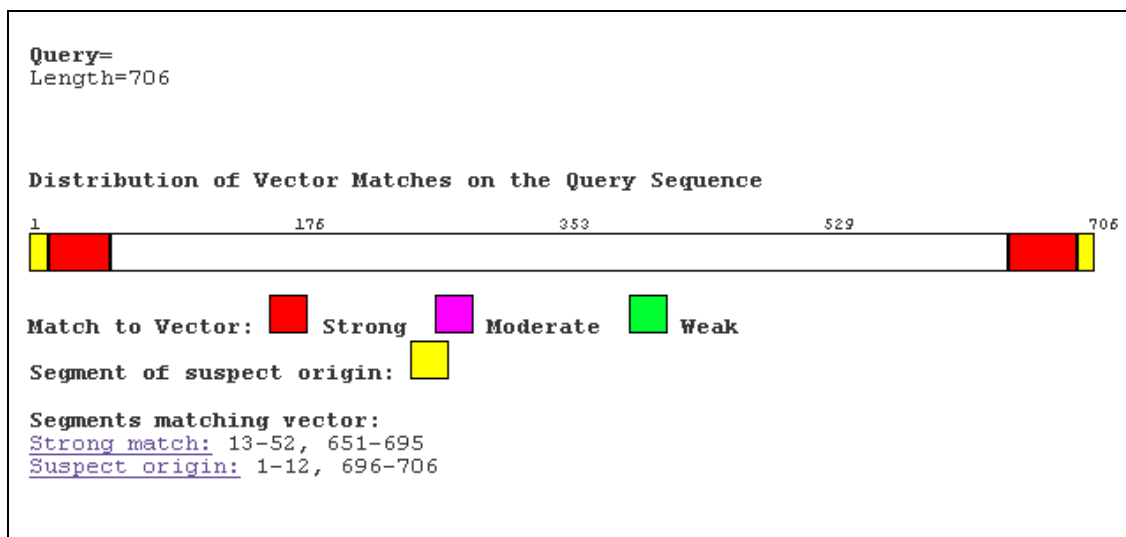 Query=
Length=706
Distribution of Vector Matches on the Query Sequence
1 176 353 529 706
Match to Vector: Strong Moderate Weak
Segment of suspect origin:
Segments matching vector:
Strong match: 13-52, 651-695
Suspect origin: 1-12, 696-706